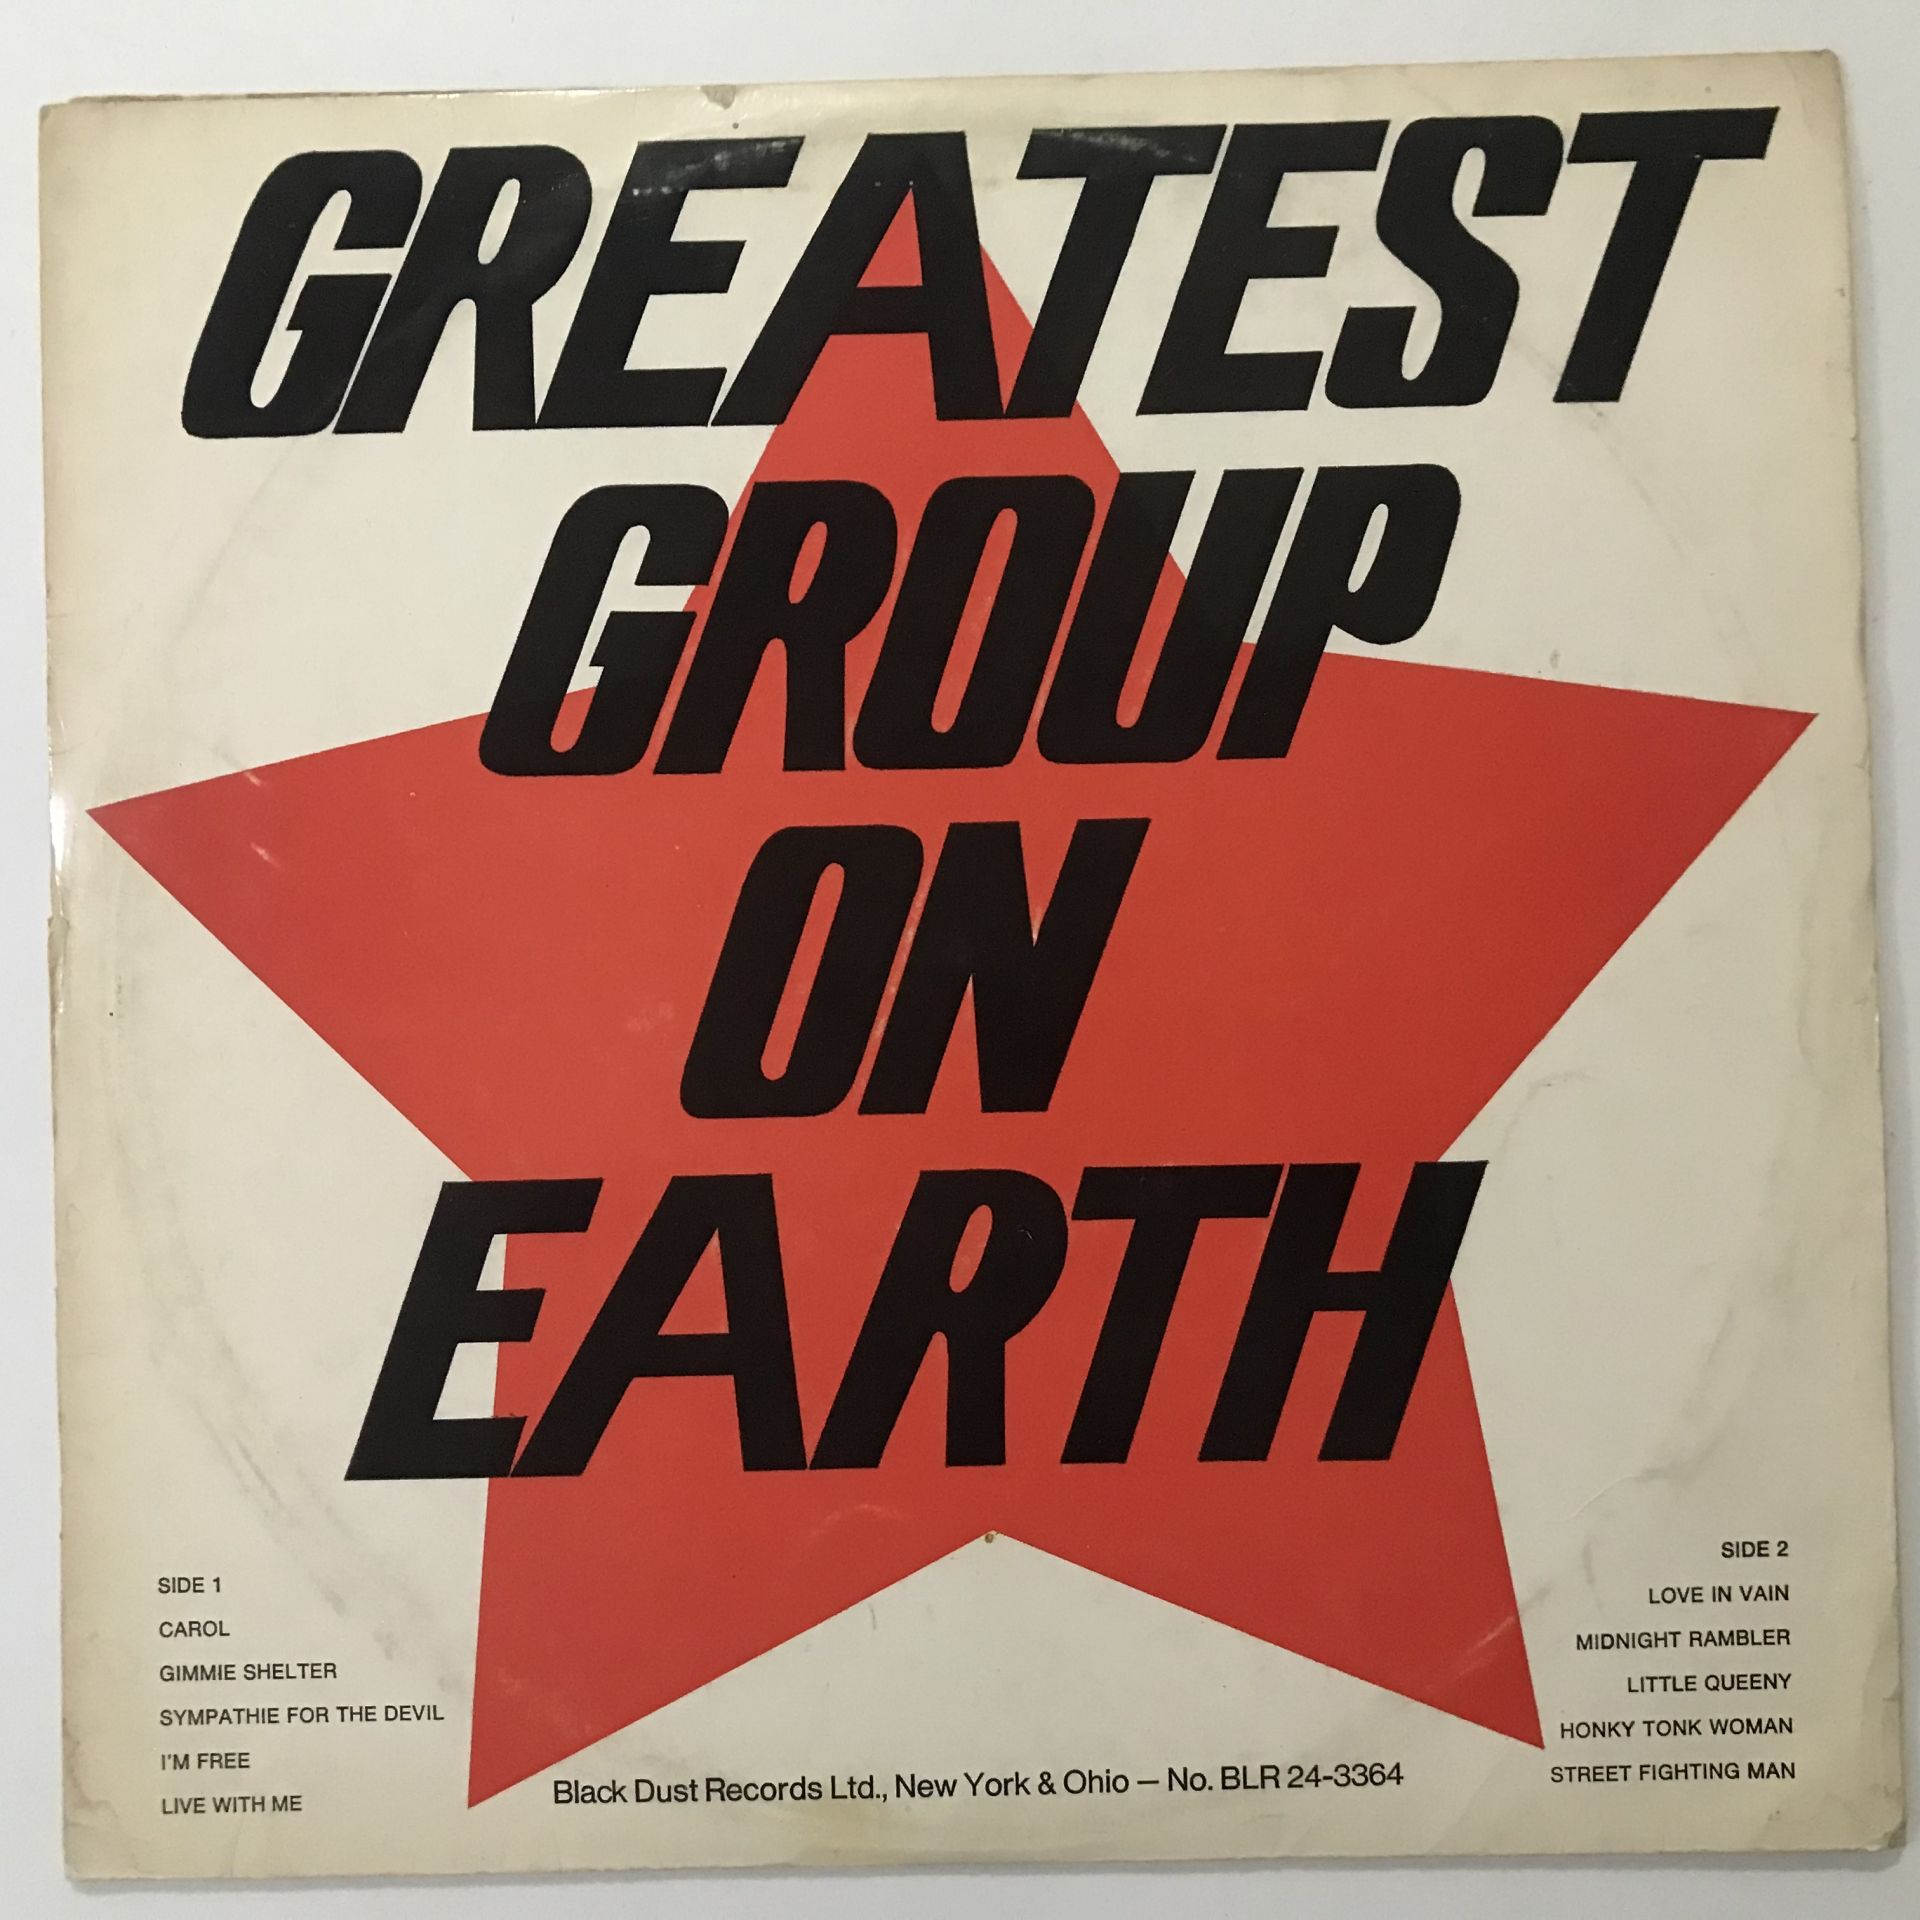 GREATEST
GROUP
ON
EARTH
SIDE 1
CAROL
GIMMIE SHELTER
SYMPATHIE FOR THE DEVIL
I'M FREE
LIVE WITH ME
SIDE 2
LOVE IN VAIN
MIDNIGHT RAMBLER
LITTLE QUEENY
HONKY TONK WOMAN
STREET FIGHTING MAN
Black Dust Records Ltd., New York & Ohio – No. BLR 24-3364